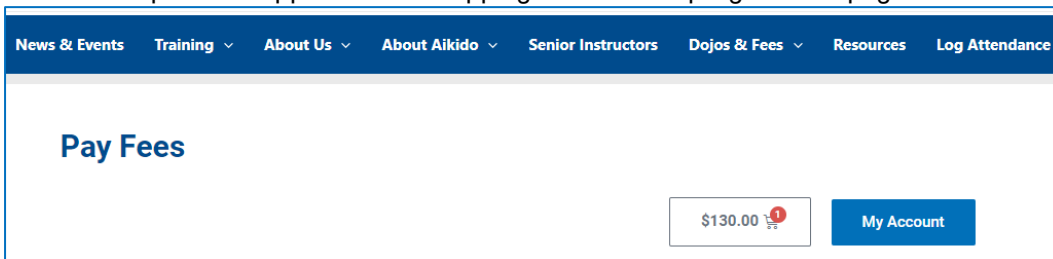 News & Events Training About Us About Aikido Senior Instructors Dojos & Fees Resources Log Attendance
Pay Fees
$130.00 1 My Account